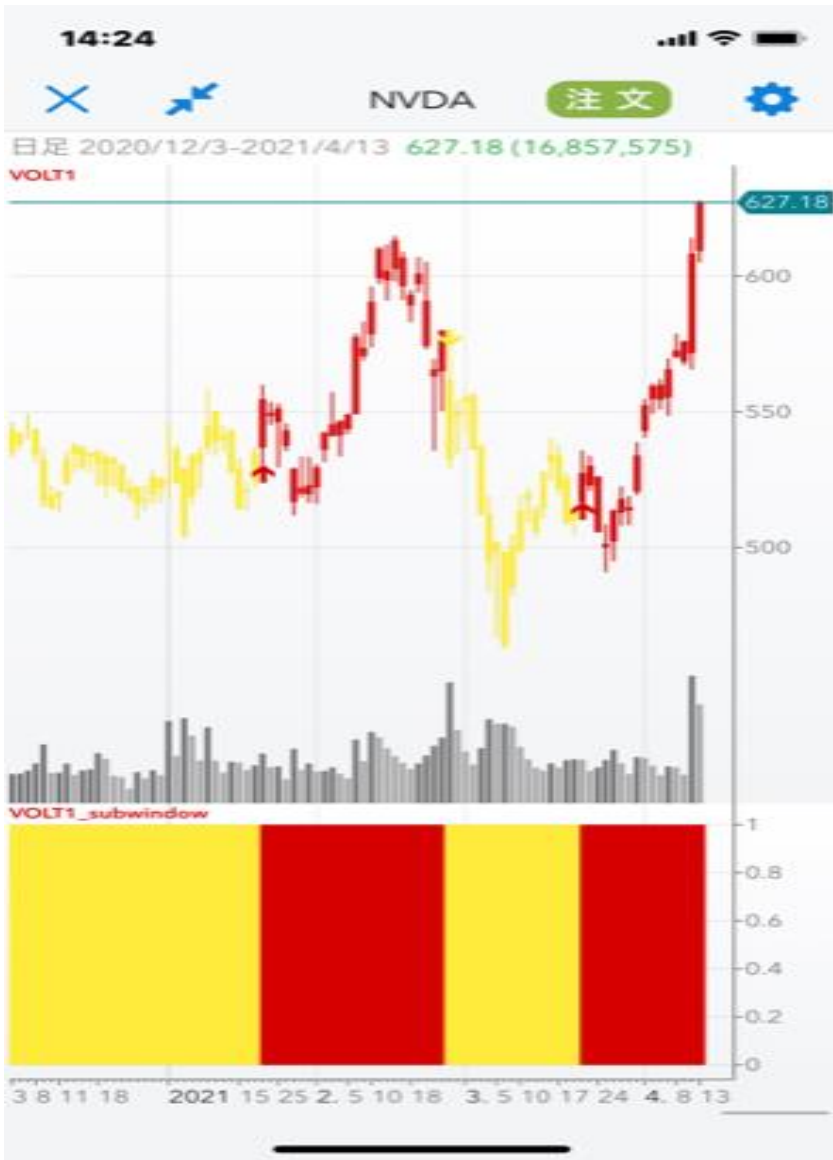 14:24
NVDA 注文
日足 2020/12/3-2021/4/13 627.18 (16,857,575)
VOLT1
627.18
600
550
500
VOLT1_subwindow
1
0.8
0.6
0.4
0.2
0
3 8 11 18 2021 15 25 2. 5 10 18 3. 5 10 17 24 4. 8 13